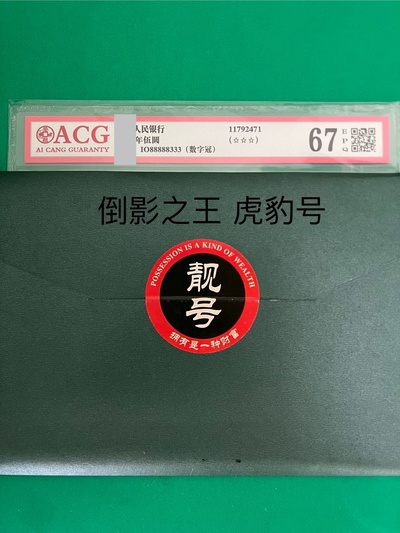 ACG
AI CANG GUARANTY
人民银行
年伍圆
IO88888333（数字冠）
11792471
(☆☆☆)
67
EPQ
倒影之王 虎豹号
POSSESSION IS A KIND OF WEALTH
靓号
拥有是一种财富